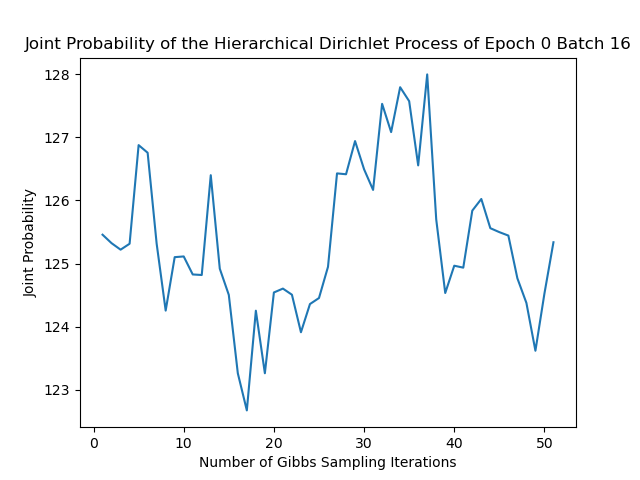 Joint Probability of the Hierarchical Dirichlet Process of Epoch 0 Batch 16
128
127
126
125
124
123
Joint Probability
0 10 20 30 40 50
Number of Gibbs Sampling Iterations